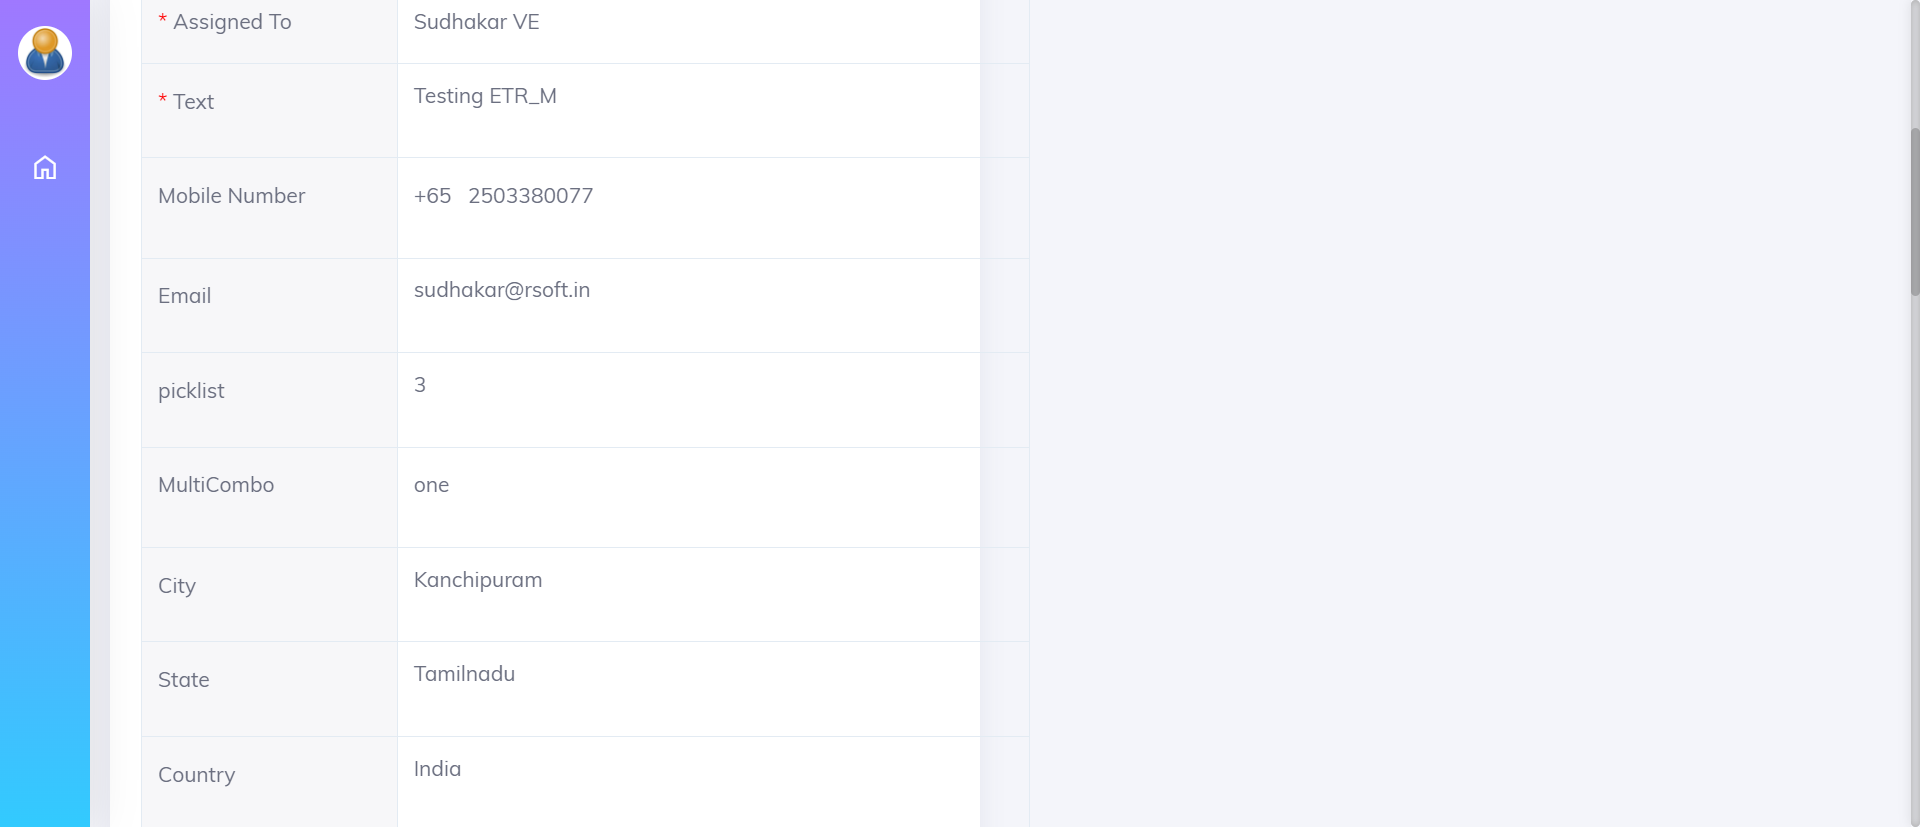 * Assigned To Sudhakar VE
* Text Testing ETR_M
Mobile Number +65 2503380077
Email sudhakar@rsoft.in
picklist 3
MultiCombo one
City Kanchipuram
State Tamilnadu
Country India